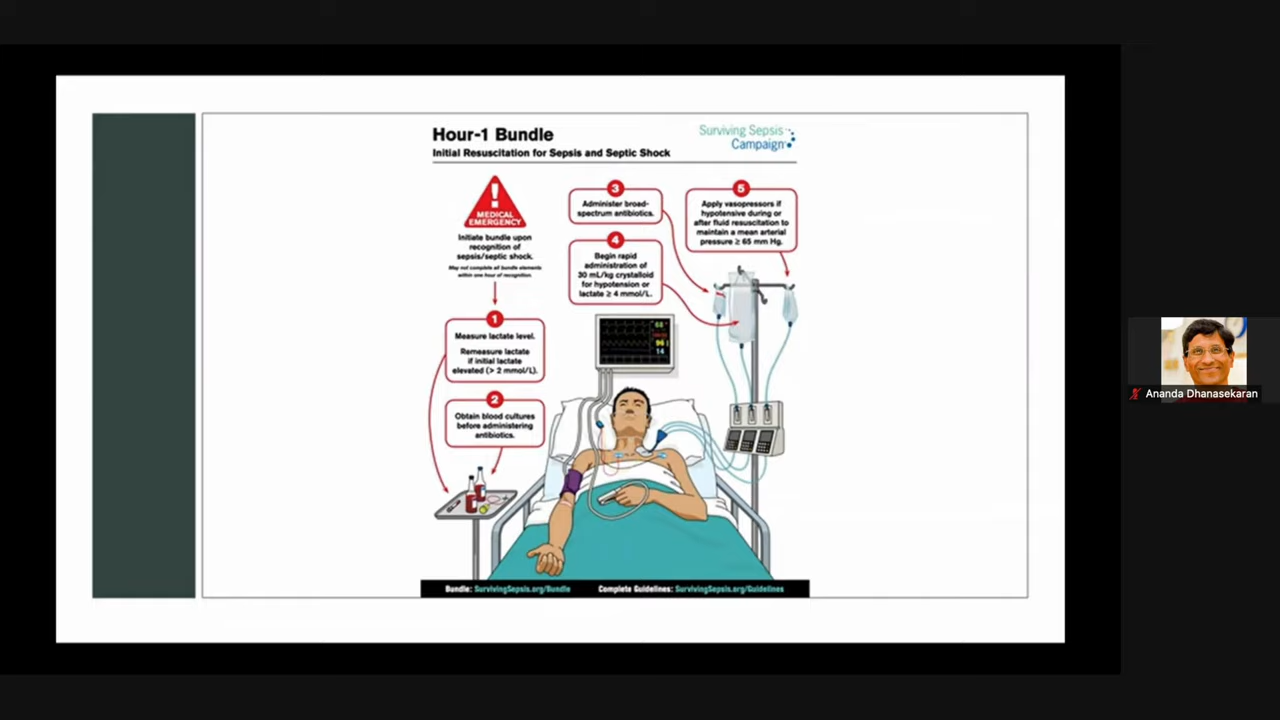 Hour-1 Bundle
Initial Resuscitation for Sepsis and Septic Shock
Surviving Sepsis
Campaign
!
MEDICAL
EMERGENCY
Initiate bundle upon
recognition of
sepsis/septic shock.
May not complete all bundle elements
within one hour of recognition.
1
Measure lactate level.
Remeasure lactate
if initial lactate
elevated (> 2 mmol/L).
2
Obtain blood cultures
before administering
antibiotics.
3
Administer broad-
spectrum antibiotics.
4
Begin rapid
administration of
30 mL/kg crystalloid
for hypotension or
lactate ≥ 4 mmol/L.
5
Apply vasopressors if
hypotensive during or
after fluid resuscitation to
maintain a mean arterial
pressure ≥ 65 mm Hg.
68
96
14
Bundle: SurvivingSepsis.org/Bundle
Complete Guidelines: SurvivingSepsis.org/Guidelines
Ananda Dhanasekaran